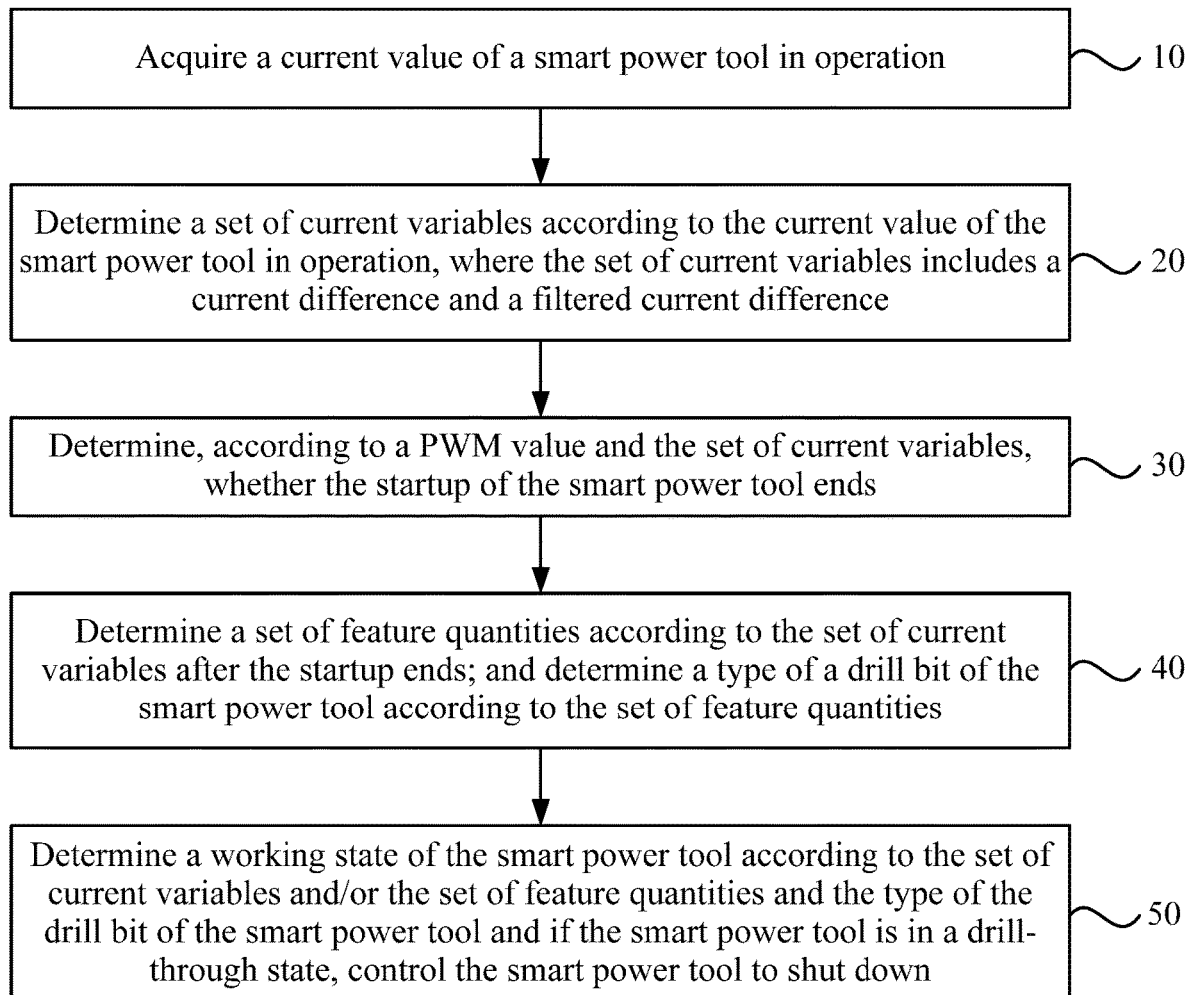 Acquire a current value of a smart power tool in operation
10
Determine a set of current variables according to the current value of the
smart power tool in operation, where the set of current variables includes a
current difference and a filtered current difference
20
Determine, according to a PWM value and the set of current variables,
whether the startup of the smart power tool ends
30
Determine a set of feature quantities according to the set of current
variables after the startup ends; and determine a type of a drill bit of the
smart power tool according to the set of feature quantities
40
Determine a working state of the smart power tool according to the set of
current variables and/or the set of feature quantities and the type of the
drill bit of the smart power tool and if the smart power tool is in a drill-
through state, control the smart power tool to shut down
50